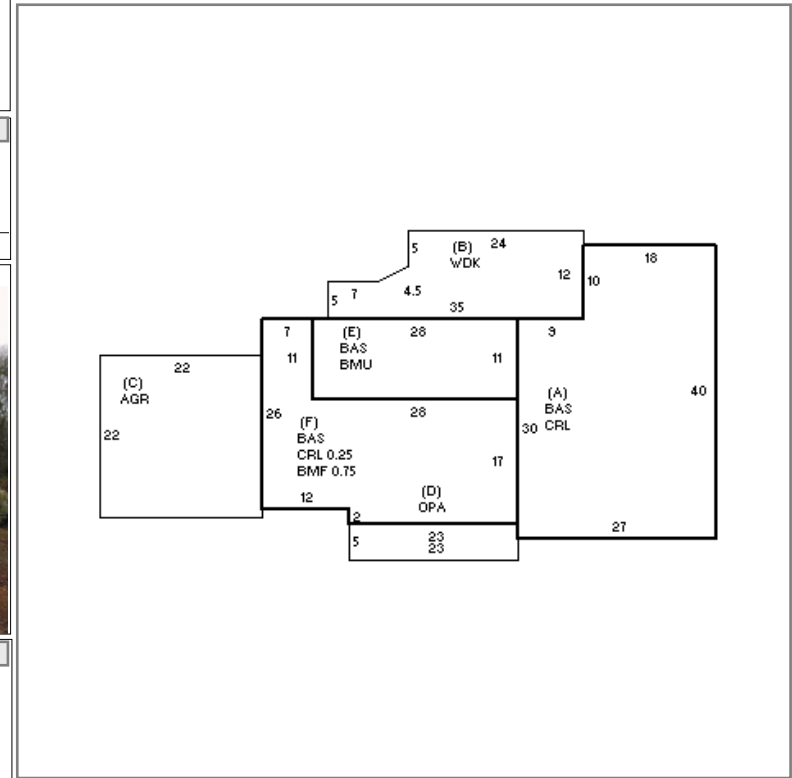 5
(B) 24
WDK
18
12
10
5
7
4.5
35
7
(E)
28
9
BAS
BMU
11
11
22
(C)
AGR
(A)
BAS
CRL
40
28
26
(F)
BAS
CRL 0.25
BMF 0.75
30
22
17
12
(D)
OPA
2
27
5
23
23